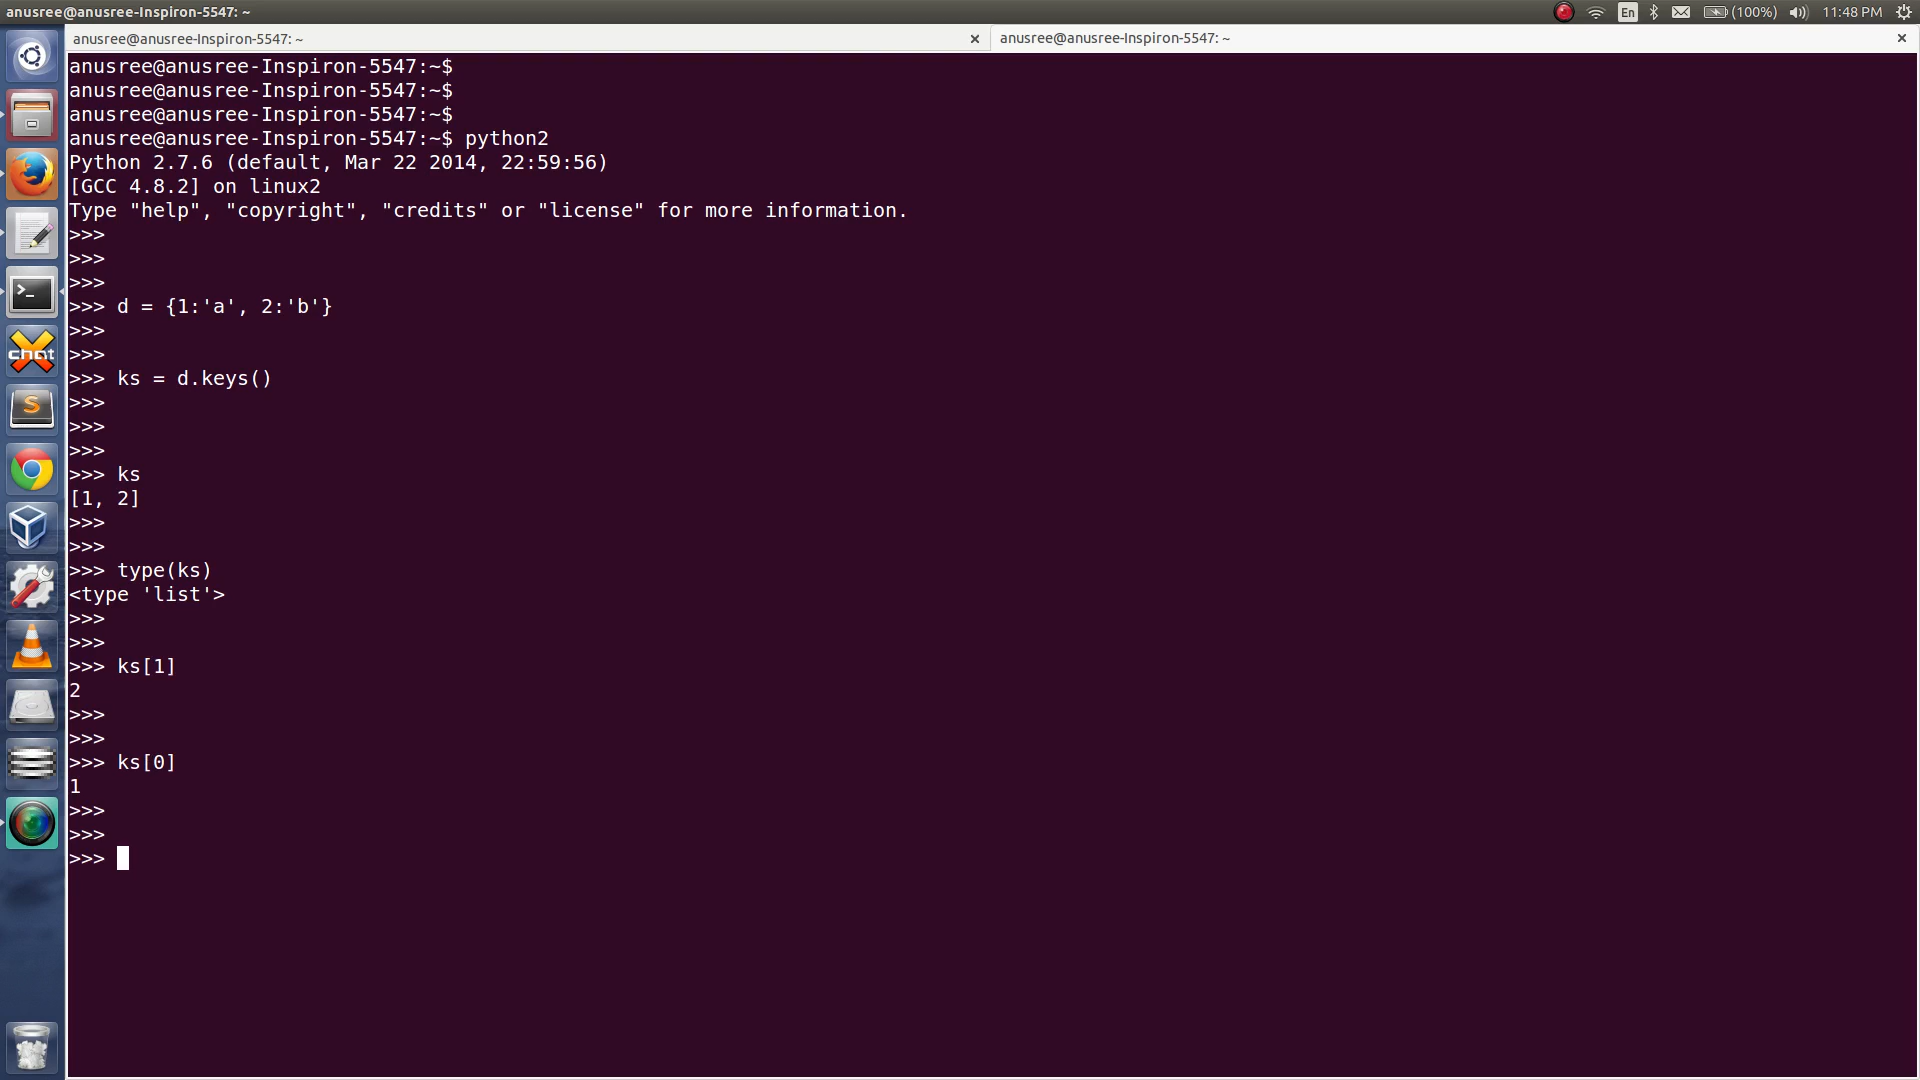 anusree@anusree-Inspiron-5547: ~
En
(100%)
11:48 PM
anusree@anusree-Inspiron-5547: ~
anusree@anusree-Inspiron-5547: ~
anusree@anusree-Inspiron-5547:~$
anusree@anusree-Inspiron-5547:~$
anusree@anusree-Inspiron-5547:~$
anusree@anusree-Inspiron-5547:~$ python2
Python 2.7.6 (default, Mar 22 2014, 22:59:56)
[GCC 4.8.2] on linux2
Type "help", "copyright", "credits" or "license" for more information.
>>>
>>>
>>>
>>> d = {1:'a', 2:'b'}
>>>
>>>
>>> ks = d.keys()
>>>
>>>
>>>
>>> ks
[1, 2]
>>>
>>>
>>> type(ks)
<type 'list'>
>>>
>>>
>>> ks[1]
2
>>>
>>>
>>> ks[0]
1
>>>
>>>
>>>
chat
S